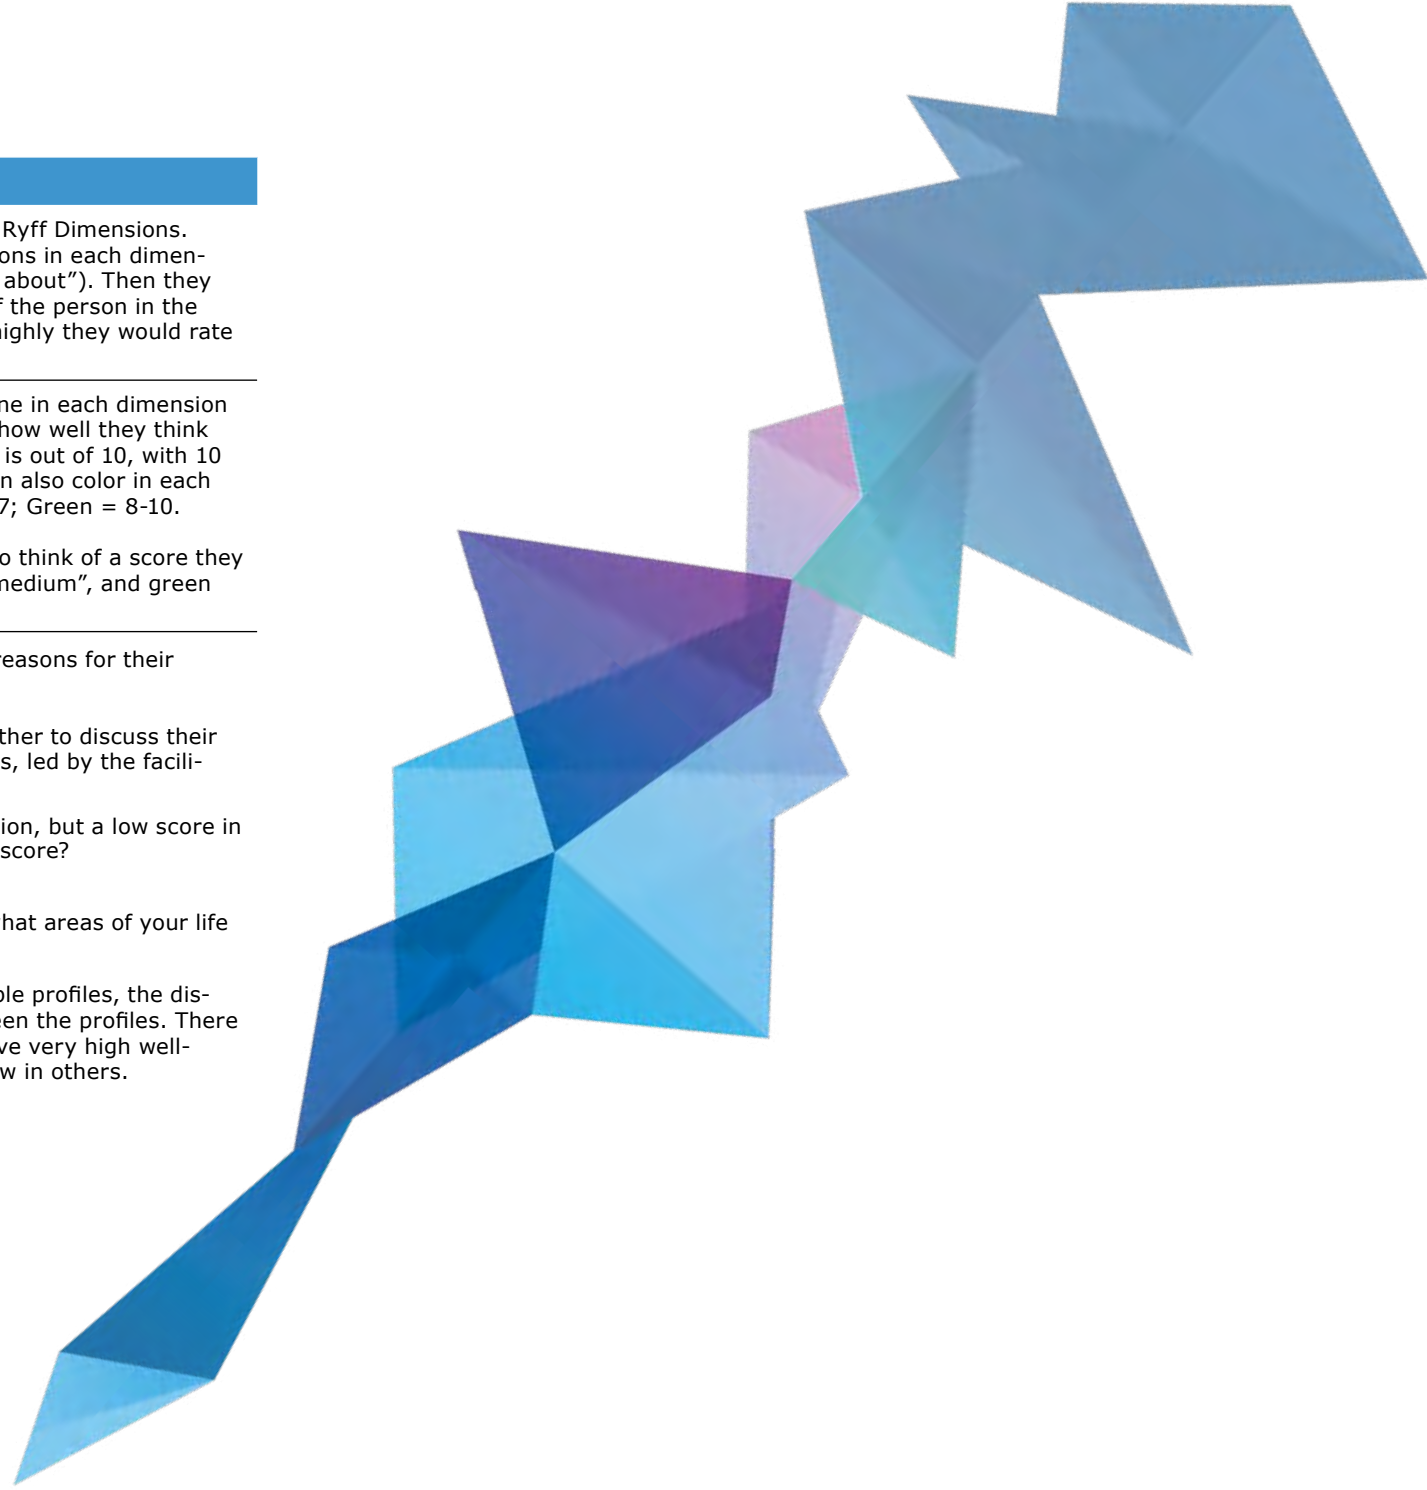 Ryff Dimensions.
ons in each dimen-
about”). Then they
f the person in the
highly they would rate
ne in each dimension
how well they think
is out of 10, with 10
n also color in each
7; Green = 8-10.
o think of a score they
medium”, and green
reasons for their
ther to discuss their
s, led by the facili-
ion, but a low score in
score?
hat areas of your life
ple profiles, the dis-
een the profiles. There
ve very high well-
w in others.